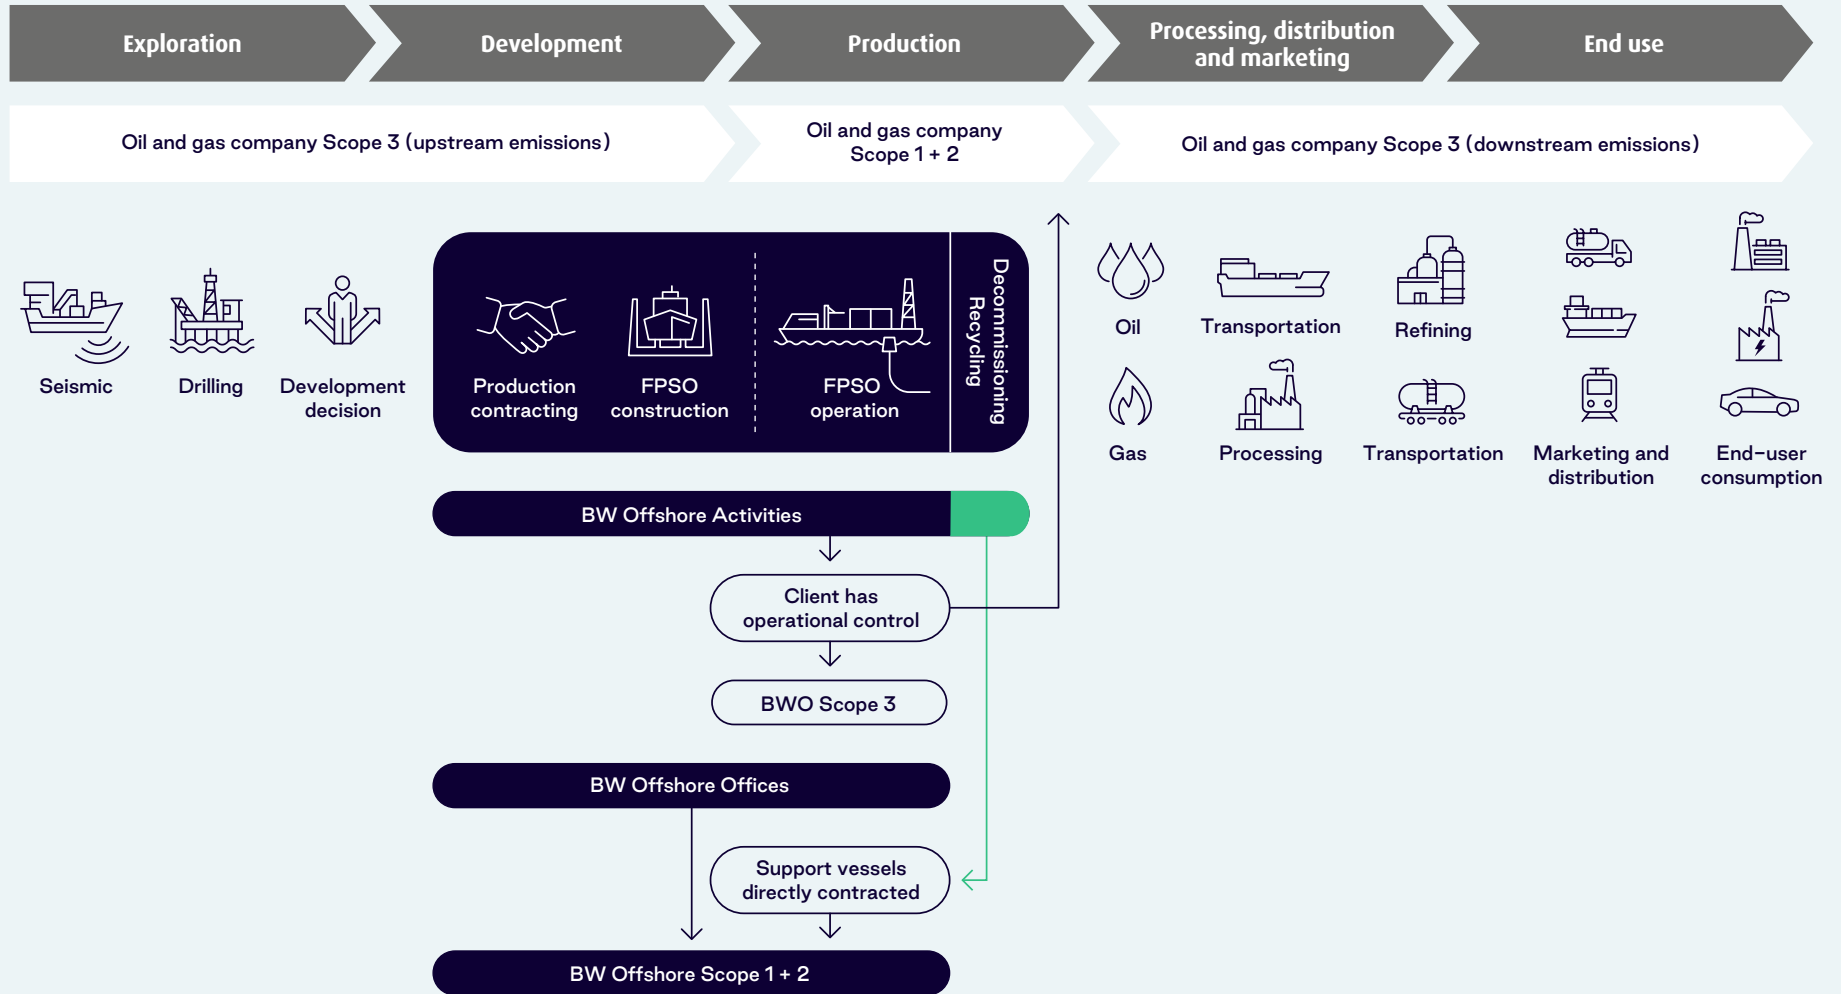 Exploration
Development
Production
Processing, distribution
and marketing
End use
Oil and gas company Scope 3 (upstream emissions)
Oil and gas company
Scope 1 + 2
Oil and gas company Scope 3 (downstream emissions)
Seismic
Drilling
Development
decision
Production
contracting
FPSO
construction
FPSO
operation
Decommissioning
Recycling
Oil
Transportation
Refining
Gas
Processing
Transportation
Marketing and
distribution
End-user
consumption
BW Offshore Activities
Client has
operational control
BWO Scope 3
BW Offshore Offices
Support vessels
directly contracted
BW Offshore Scope 1 + 2